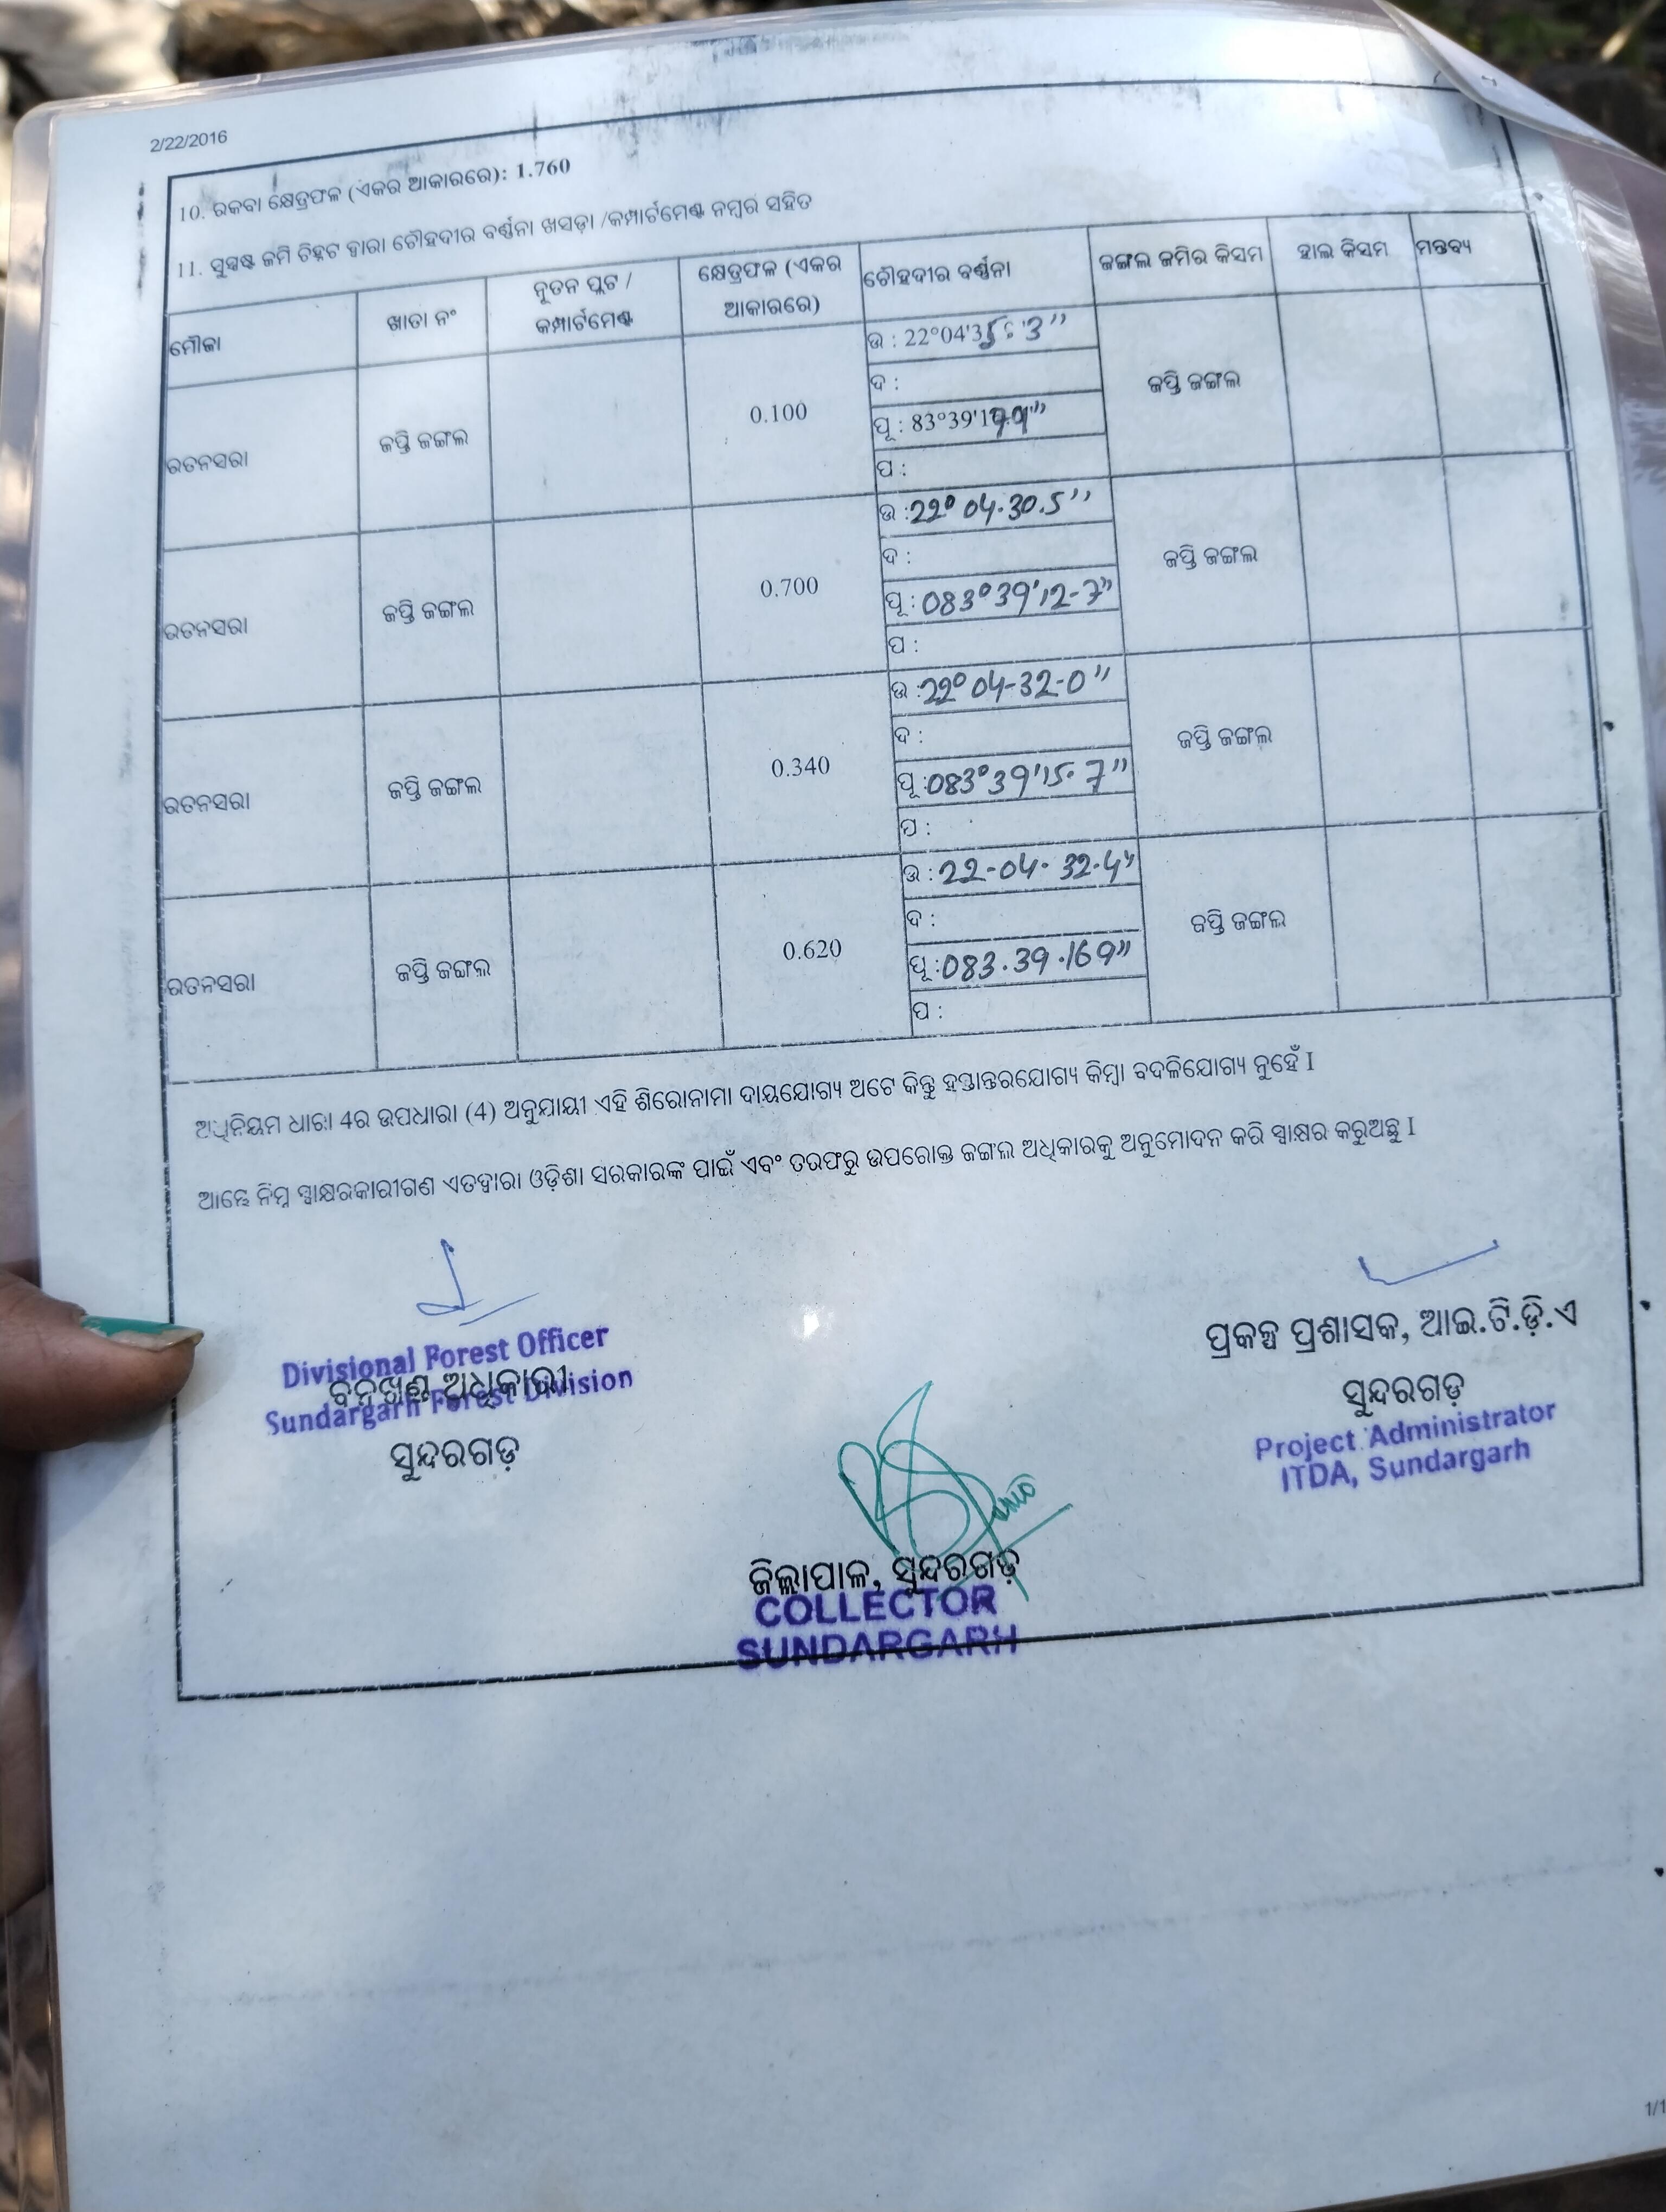 2/22/2016
10. ରକବା କ୍ଷେତ୍ରଫଳ (ଏକର ଆକାରରେ): 1.760
11. ସୁସ୍ପଷ୍ଟ ଜମି ଚିହ୍ନଟ ଦ୍ୱାରା ଚୌହଦୀର ବର୍ଣ୍ଣନା ଖସଡ଼ା /କମ୍ପାର୍ଟମେଣ୍ଟ ନମ୍ବର ସହିତ
ମୌଜା ଖାତା ନଂ ନୂତନ ପ୍ଲଟ / କମ୍ପାର୍ଟମେଣ୍ଟ କ୍ଷେତ୍ରଫଳ (ଏକର ଆକାରରେ) ଚୌହଦୀର ବର୍ଣ୍ଣନା ଜଙ୍ଗଲ ଜମିର କିସମ ହାଲ କିସମ ମନ୍ତବ୍ୟ
ରତନସରା ଜପ୍ତି ଜଙ୍ଗଲ 0.100 ଜପ୍ତି ଜଙ୍ଗଲ
ଉ :
ଦ :
ପୂ :
ପ :
ରତନସରା ଜପ୍ତି ଜଙ୍ଗଲ 0.700 ଜପ୍ତି ଜଙ୍ଗଲ
ଉ : 22° 04.30.5''
ଦ :
ପୂ : 083°39'12-7"
ପ :
ରତନସରା ଜପ୍ତି ଜଙ୍ଗଲ 0.340 ଜପ୍ତି ଜଙ୍ଗଲ
ଉ : 22° 04-32-0"
ଦ :
ପୂ : 083°39'15.7"
ପ :
ରତନସରା ଜପ୍ତି ଜଙ୍ଗଲ 0.620 ଜପ୍ତି ଜଙ୍ଗଲ
ଉ : 22-04-32.4"
ଦ :
ପୂ : 083.39.169"
ପ :
ଅଧିନିୟମ ଧାରା 4ର ଉପଧାରା (4) ଅନୁଯାୟୀ ଏହି ଶିରୋନାମା ଦାୟଯୋଗ୍ୟ ଅଟେ କିନ୍ତୁ ହସ୍ତାନ୍ତରଯୋଗ୍ୟ କିମ୍ବା ବଦଳିଯୋଗ୍ୟ ନୁହେଁ I
ଆମ୍ଭେ ନିମ୍ନ ସ୍ୱାକ୍ଷରକାରୀଗଣ ଏତଦ୍ୱାରା ଓଡ଼ିଶା ସରକାରଙ୍କ ପାଇଁ ଏବଂ ତରଫରୁ ଉପରୋକ୍ତ ଜଙ୍ଗଲ ଅଧିକାରକୁ ଅନୁମୋଦନ କରି ସ୍ୱାକ୍ଷର କରୁଅଛୁ I
Divisional Forest Officer
ବନଖଣ୍ଡ ଅଧିକାରୀ
Sundargarh Forest Division
ସୁନ୍ଦରଗଡ଼
ପ୍ରକଳ୍ପ ପ୍ରଶାସକ, ଆଇ.ଟି.ଡ଼ି.ଏ
ସୁନ୍ଦରଗଡ଼
Project Administrator
ITDA, Sundargarh
ଜିଲ୍ଲାପାଳ, ସୁନ୍ଦରଗଡ଼
COLLECTOR
SUNDARGARH
1/1